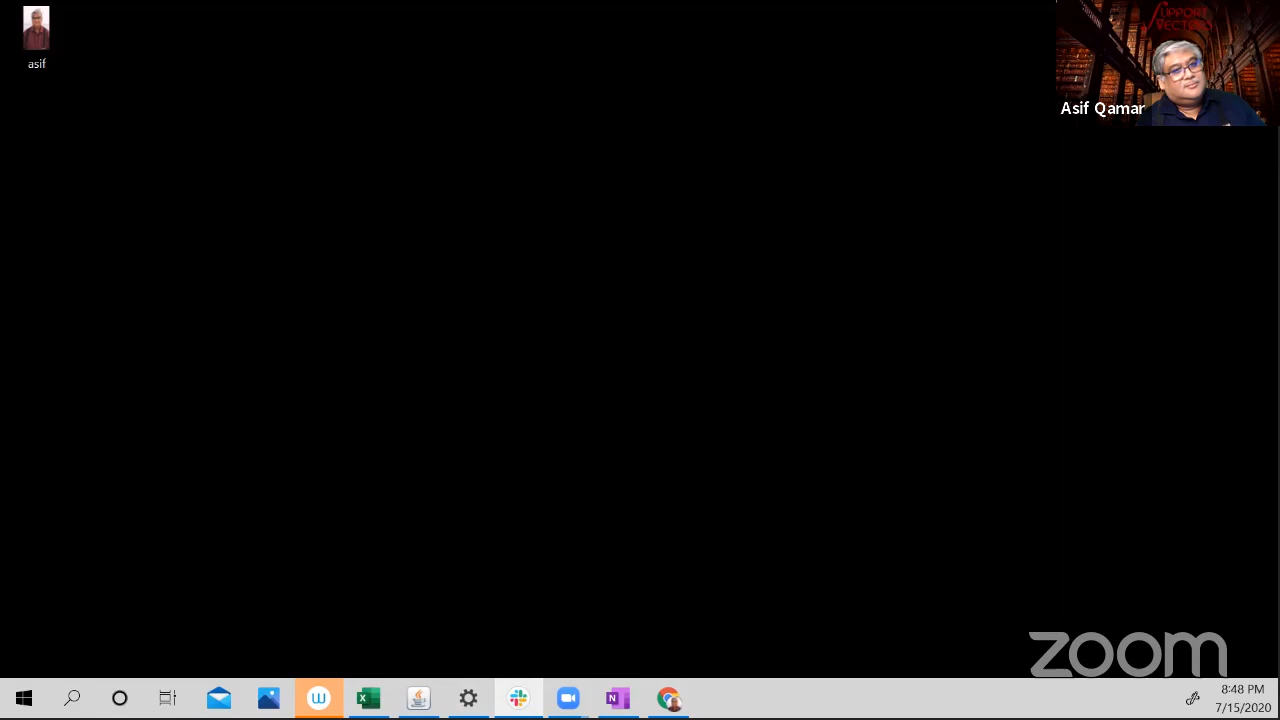 asif
SUPPORT
VECTORS
Asif Qamar
zoom
8:48 PM
7/15/2020